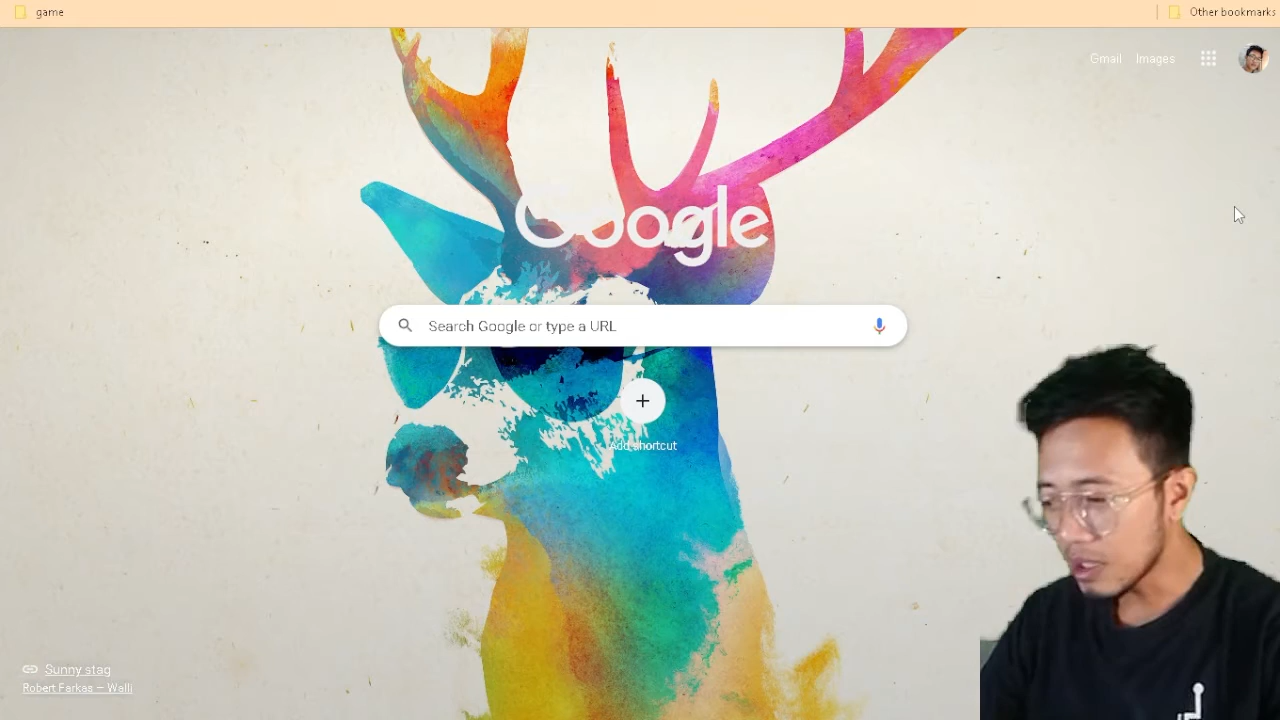 game
Other bookmarks
Gmail Images
Google
Search Google or type a URL
Add shortcut
Sunny stag
Robert Farkas — Walli